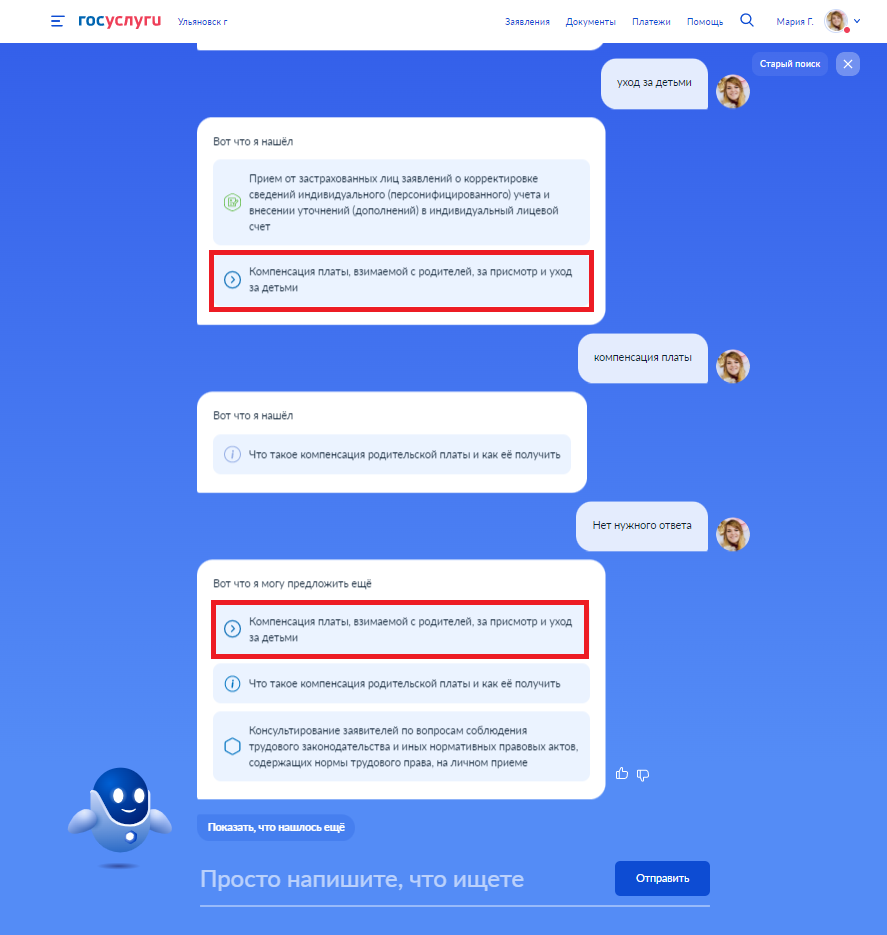 госуслуги
Ульяновск г
Заявления
Документы
Платежи
Помощь
Мария Г.
Старый поиск
уход за детьми
Вот что я нашёл
Прием от застрахованных лиц заявлений о корректировке
сведений индивидуального (персонифицированного) учета и
внесении уточнений (дополнений) в индивидуальный лицевой
счет
Компенсация платы, взимаемой с родителей, за присмотр и уход
за детьми
компенсация платы
Вот что я нашёл
Что такое компенсация родительской платы и как её получить
Нет нужного ответа
Вот что я могу предложить ещё
Компенсация платы, взимаемой с родителей, за присмотр и уход
за детьми
Что такое компенсация родительской платы и как её получить
Консультирование заявителей по вопросам соблюдения
трудового законодательства и иных нормативных правовых актов,
содержащих нормы трудового права, на личном приеме
Показать, что нашлось ещё
Просто напишите, что ищете
Отправить